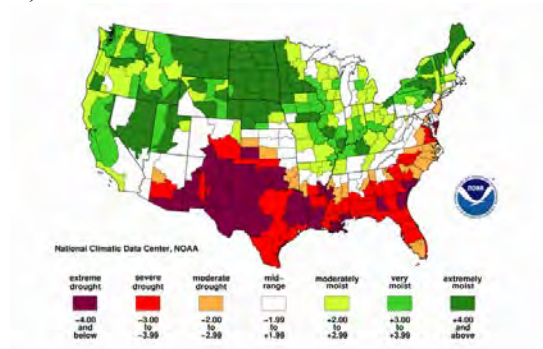 noaa
National Climatic Data Center, NOAA
extreme drought
severe drought
moderate drought
mid-range
moderately moist
very moist
extremely moist
-4.00 and below
-3.00 to -3.99
-2.00 to -2.99
-1.99 to +1.99
+2.00 to +2.99
+3.00 to +3.99
+4.00 and above